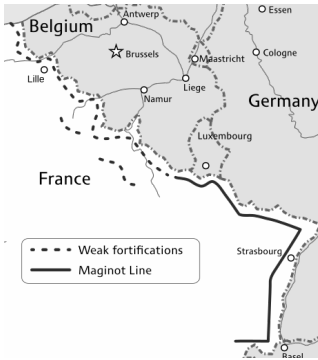 Antwerp
Essen
Belgium
Brussels
Maastricht
Cologne
Lille
Liege
Namur
Germany
Luxembourg
France
Weak fortifications
Maginot Line
Strasbourg
Basel